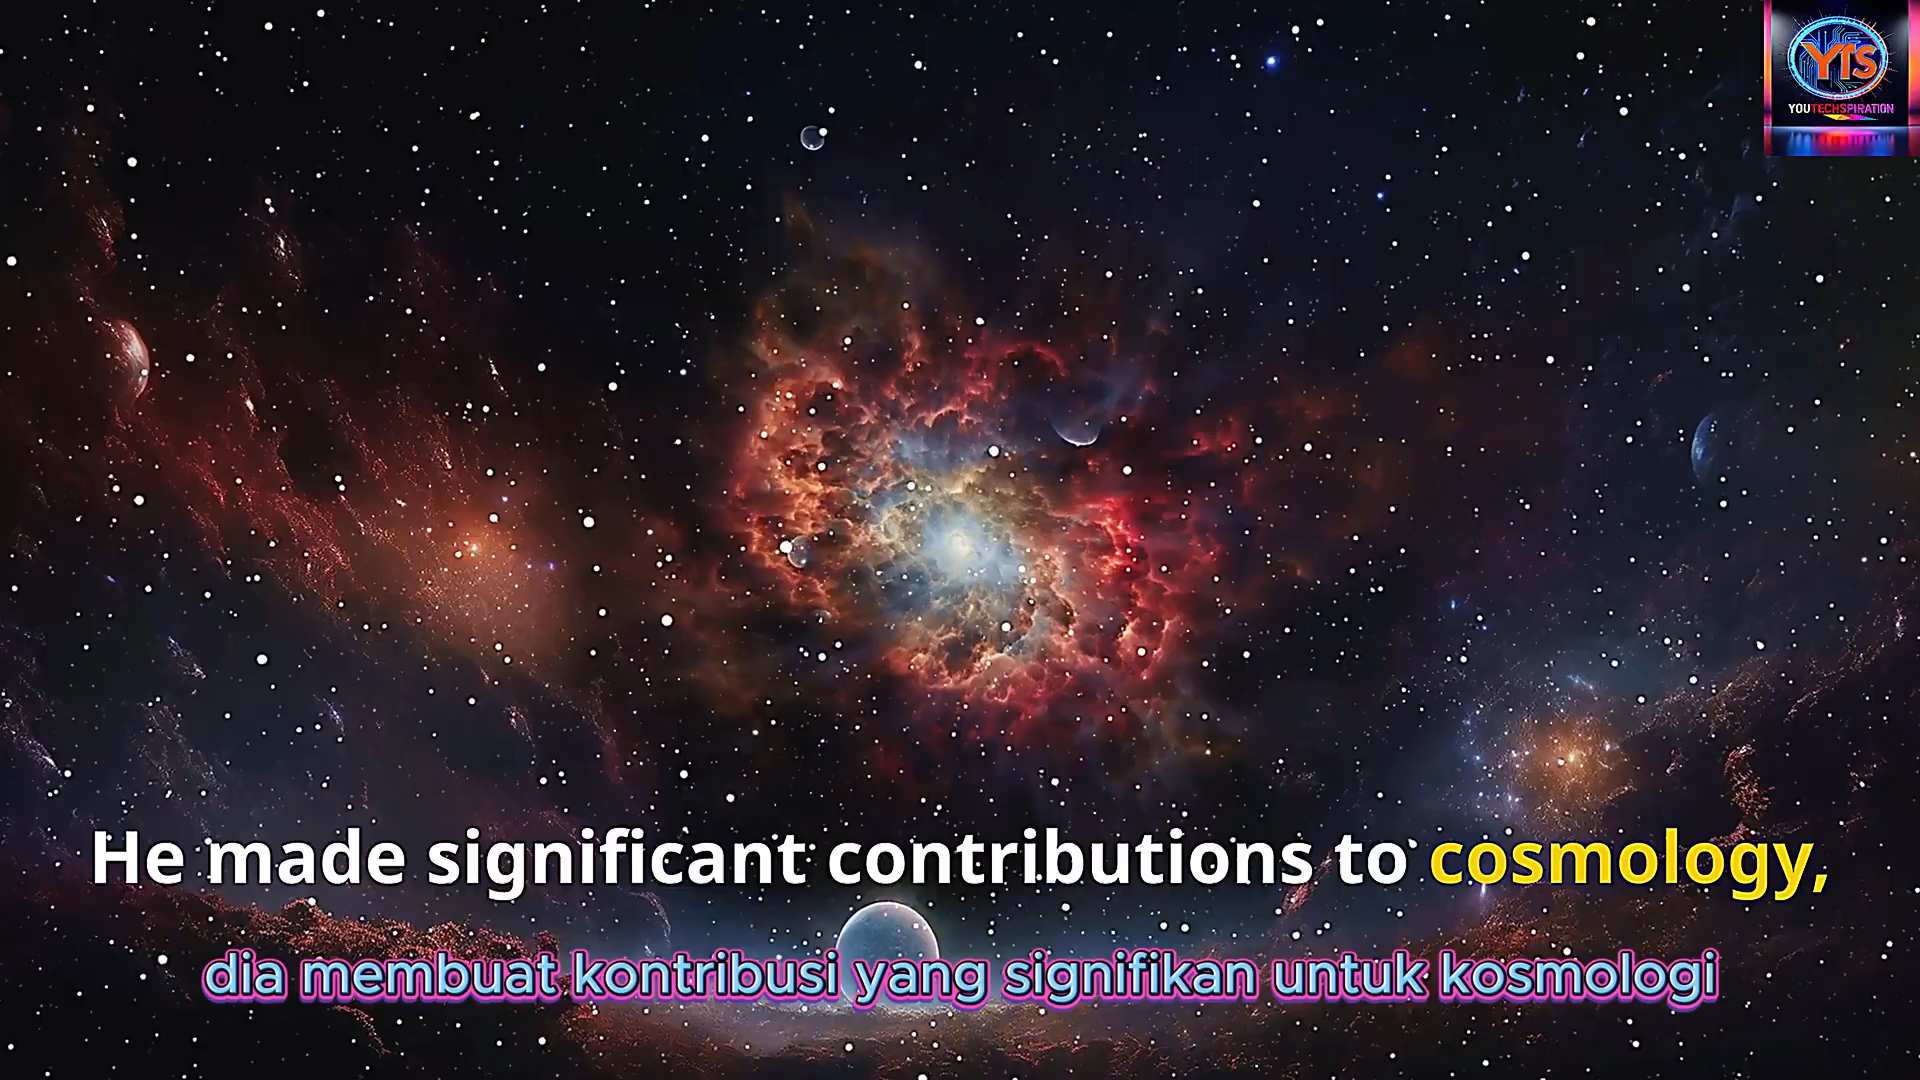 YTS
YOUTECHSPIRATION
He made significant contributions to cosmology,
dia membuat kontribusi yang signifikan untuk kosmologi